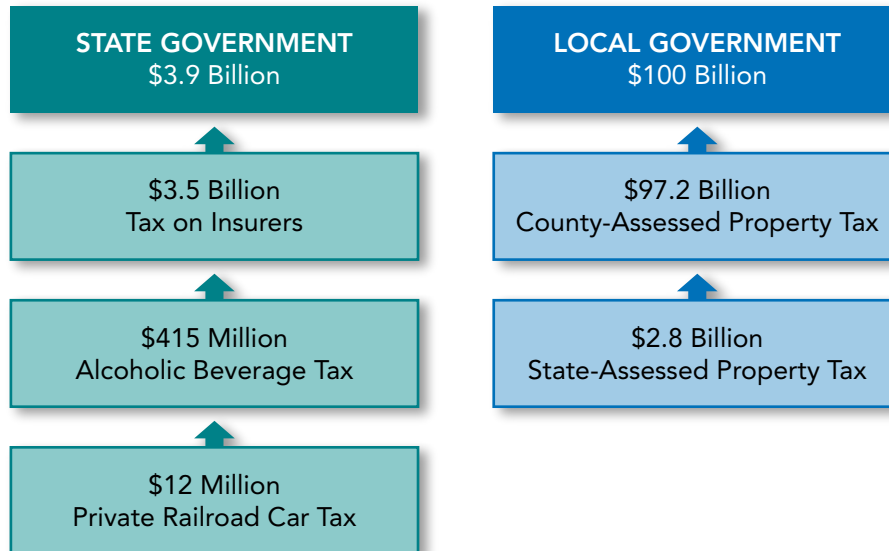 STATE GOVERNMENT
$3.9 Billion
$3.5 Billion
Tax on Insurers
$415 Million
Alcoholic Beverage Tax
$12 Million
Private Railroad Car Tax
LOCAL GOVERNMENT
$100 Billion
$97.2 Billion
County-Assessed Property Tax
$2.8 Billion
State-Assessed Property Tax